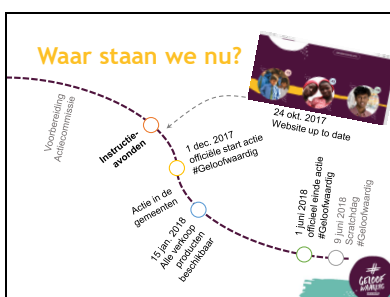 Waar staan we nu?
Voorbereiding
Actiecommissie
Instructie-
avonden
24 okt. 2017
Website up to date
1 dec. 2017
officiële start actie
#Geloofwaardig
Actie in de
gemeenten
15 jan. 2018
Alle verkoop
producten
beschikbaar
1 juni 2018
officieel einde actie
#Geloofwaardig
9 juni 2018
Scratchdag
#Geloofwaardig
#
GELOOF
WAARDIG